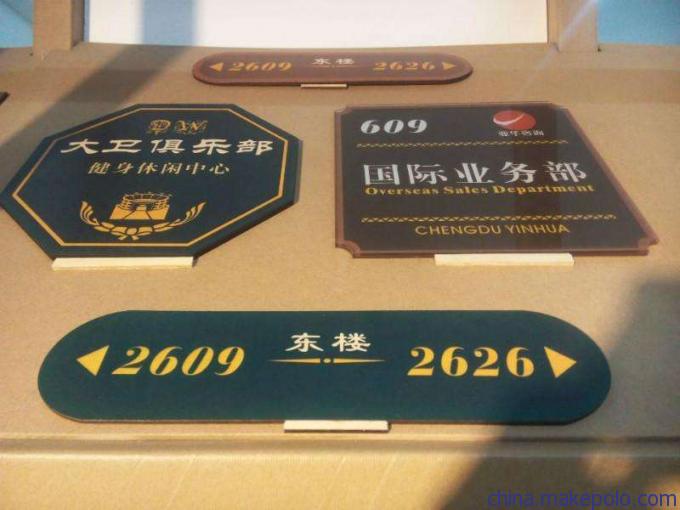 东楼
2609 2626
大卫俱乐部
健身休闲中心
609
国际业务部
Overseas Sales Department
CHENGDU YINHUA
东楼
2609 2626
china.makepolo.com